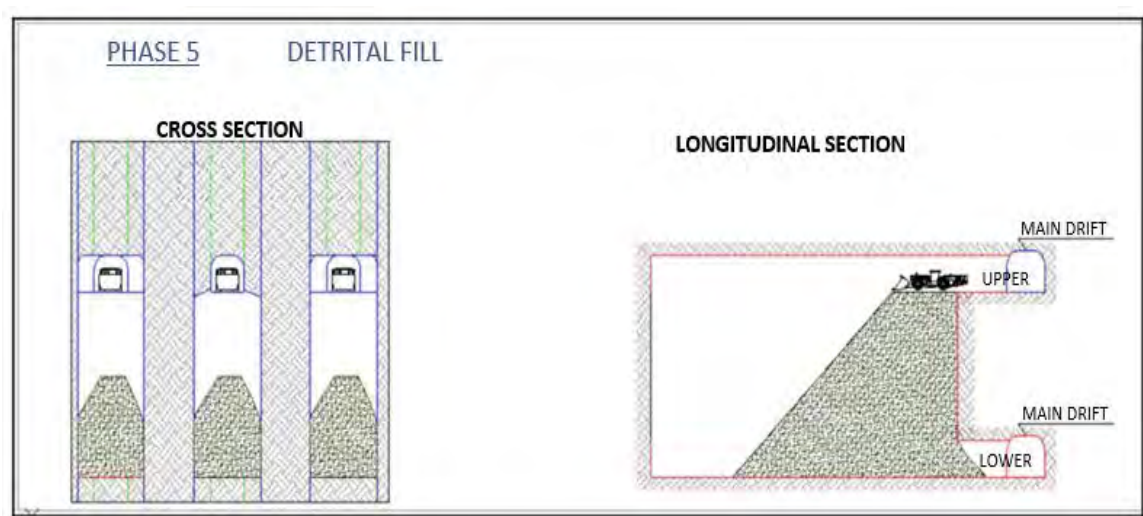 PHASE 5 DETRITAL FILL
CROSS SECTION
LONGITUDINAL SECTION
MAIN DRIFT
UPPER
MAIN DRIFT
LOWER